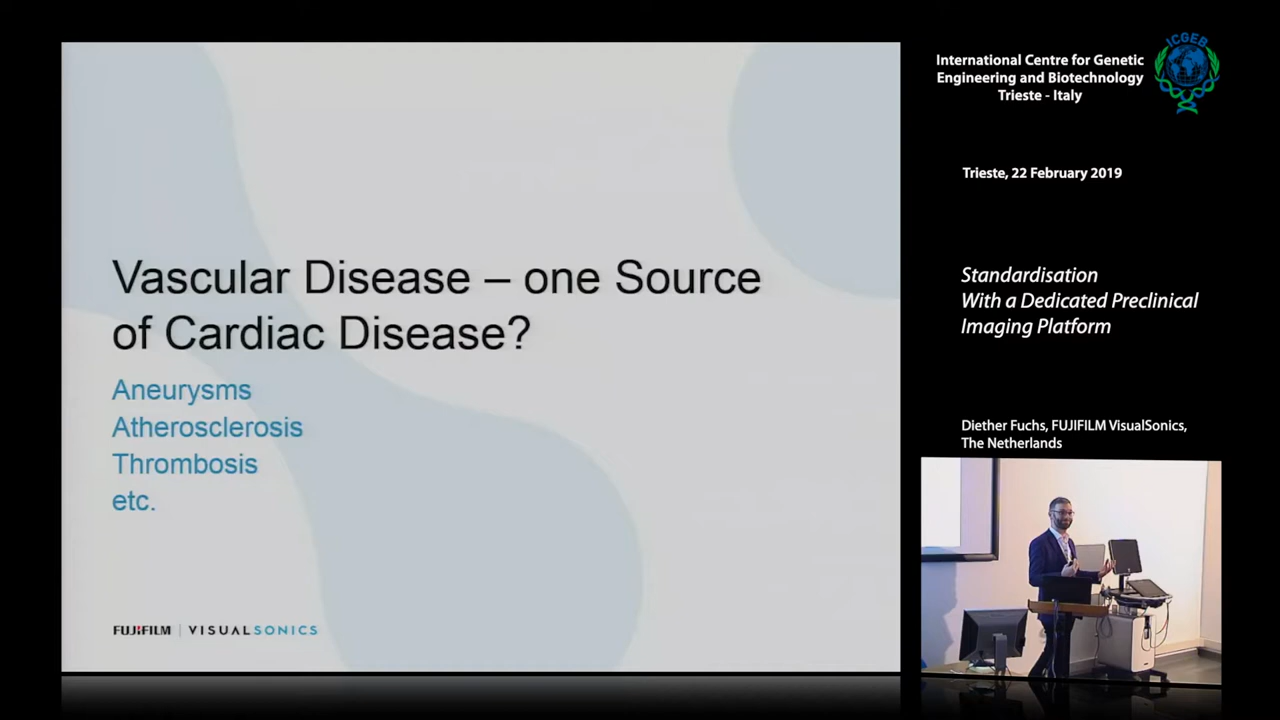 Vascular Disease – one Source
of Cardiac Disease?
Aneurysms
Atherosclerosis
Thrombosis
etc.
FUJIFILM | VISUALSONICS
ICGEB
International Centre for Genetic
Engineering and Biotechnology
Trieste - Italy
Trieste, 22 February 2019
Standardisation
With a Dedicated Preclinical
Imaging Platform
Diether Fuchs, FUJIFILM VisualSonics,
The Netherlands